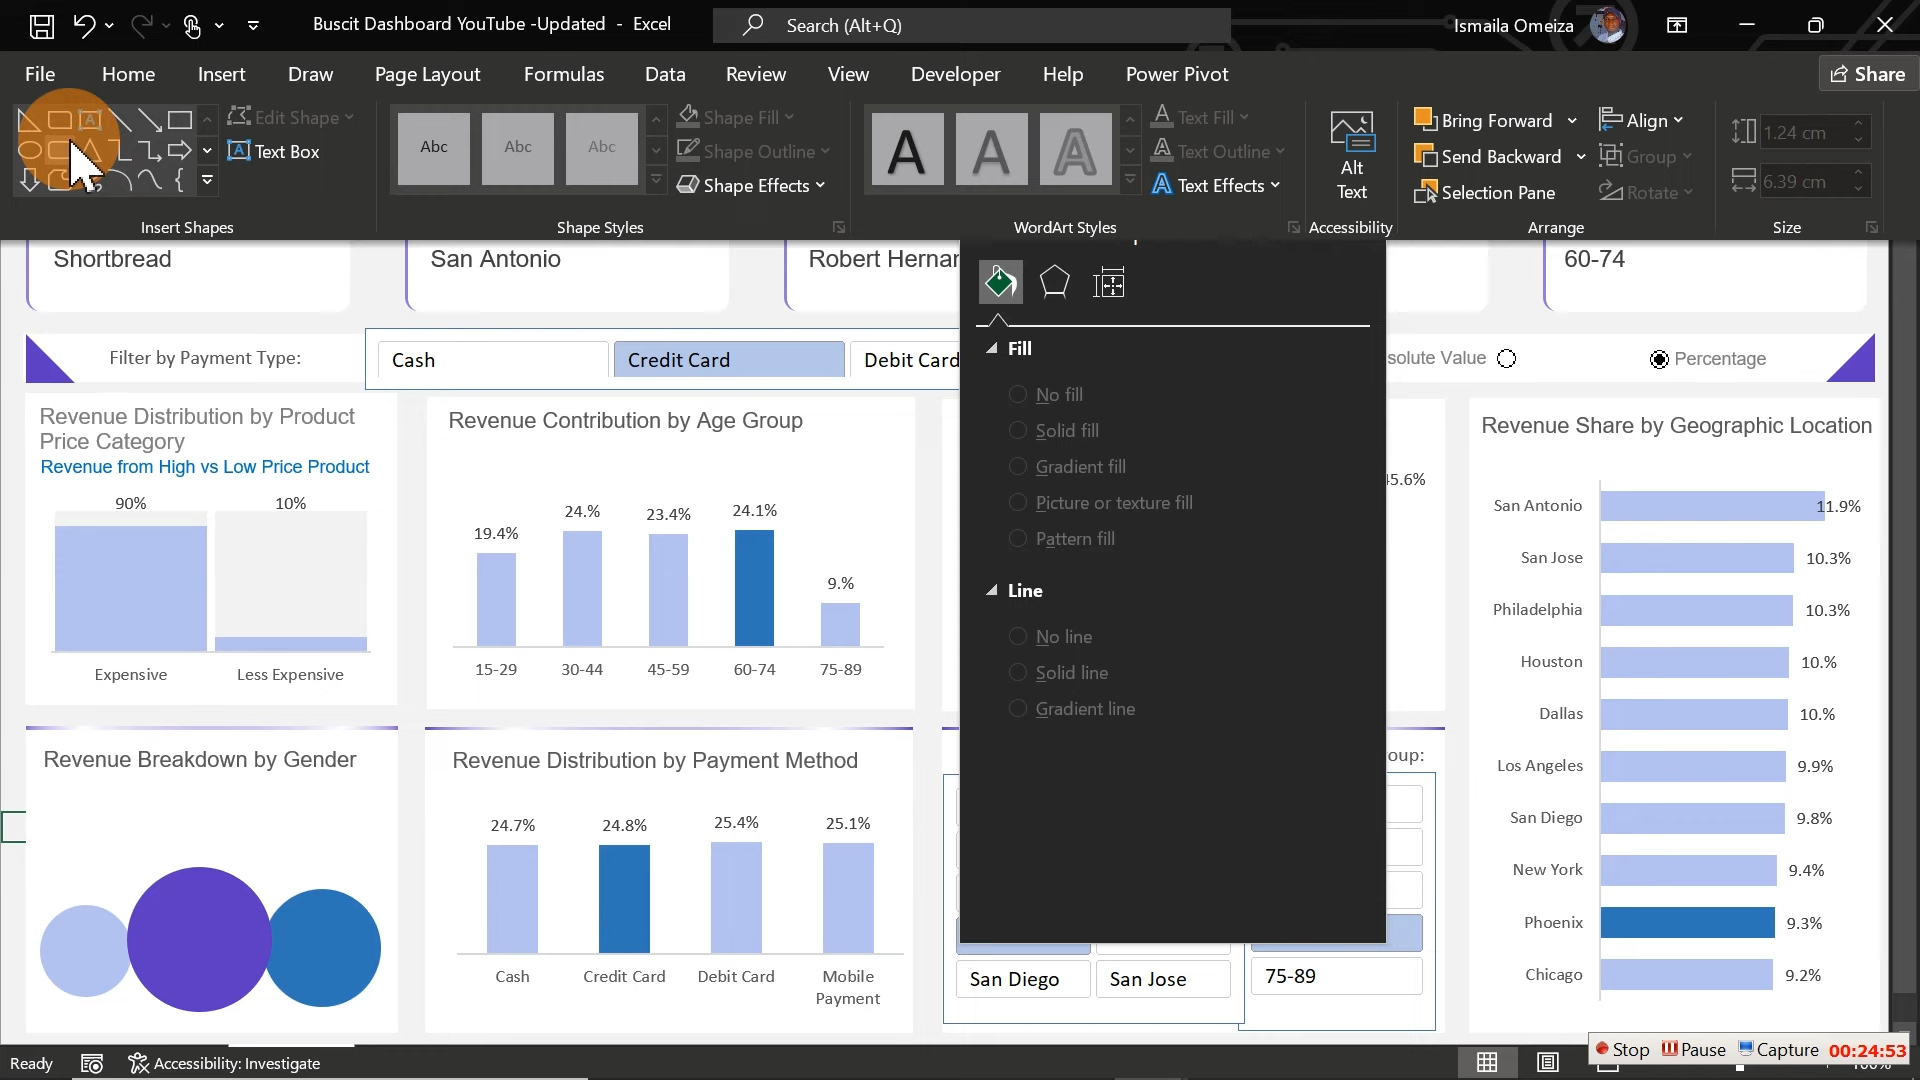 Buscit Dashboard YouTube -Updated - Excel
Search (Alt+Q)
Ismaila Omeiza
File Home Insert Draw Page Layout Formulas Data Review View Developer Help Power Pivot
Share
Edit Shape
Text Box
Insert Shapes
Abc Abc Abc
Shape Fill
Shape Outline
Shape Effects
Shape Styles
A A A
Text Fill
Text Outline
Text Effects
WordArt Styles
Alt
Text
Accessibility
Bring Forward
Send Backward
Selection Pane
Align
Group
Rotate
Arrange
1.24 cm
6.39 cm
Size
Shortbread
San Antonio
Robert Hernar
60-74
Filter by Payment Type:
Cash
Credit Card
Debit Card
solute Value
Percentage
Fill
No fill
Solid fill
Gradient fill
Picture or texture fill
Pattern fill
Line
No line
Solid line
Gradient line
Revenue Distribution by Product
Price Category
Revenue from High vs Low Price Product
90% 10%
Expensive Less Expensive
Revenue Contribution by Age Group
19.4% 24.% 23.4% 24.1% 9.%
15-29 30-44 45-59 60-74 75-89
45.6%
Revenue Share by Geographic Location
San Antonio 11.9%
San Jose 10.3%
Philadelphia 10.3%
Houston 10.%
Dallas 10.%
Los Angeles 9.9%
San Diego 9.8%
New York 9.4%
Phoenix 9.3%
Chicago 9.2%
Revenue Breakdown by Gender
Revenue Distribution by Payment Method
24.7% 24.8% 25.4% 25.1%
Cash Credit Card Debit Card Mobile
Payment
oup:
San Diego
San Jose
75-89
Ready
Accessibility: Investigate
Stop Pause Capture 00:24:53